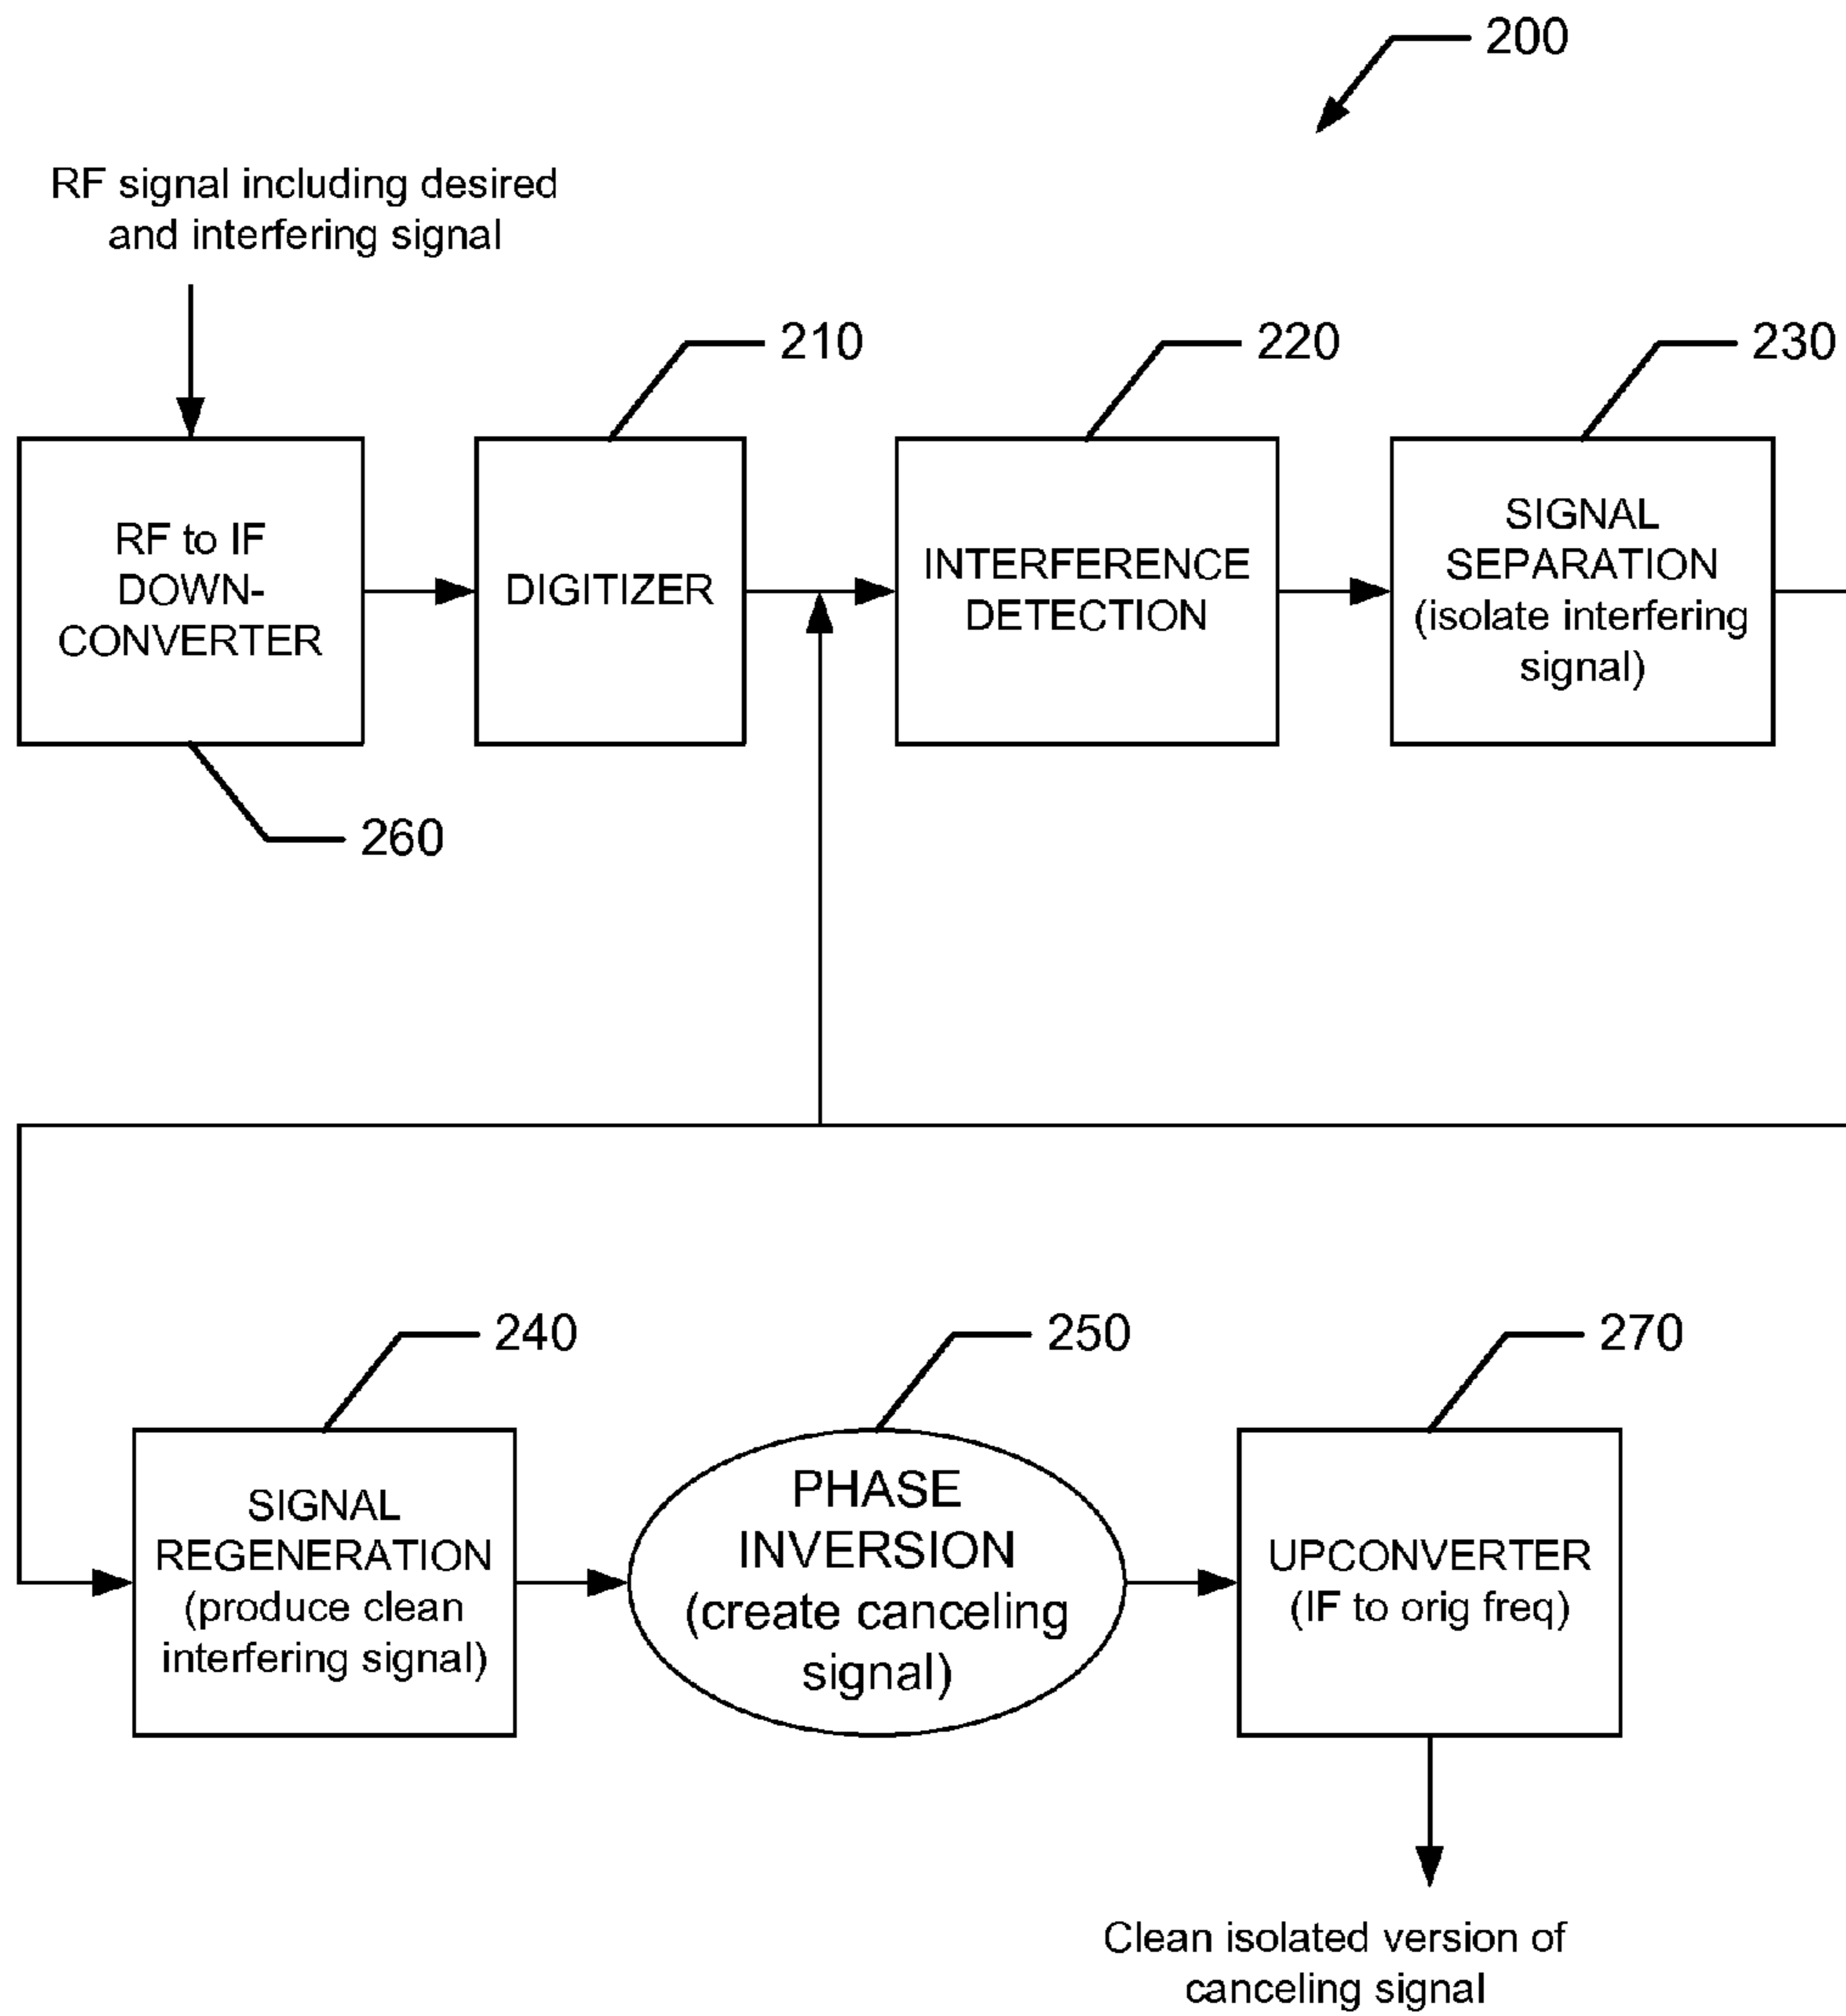 200
RF signal including desired
and interfering signal
210
220
230
RF to IF
DOWN-
CONVERTER
DIGITIZER
INTERFERENCE
DETECTION
SIGNAL
SEPARATION
(isolate interfering
signal)
260
240
250
270
SIGNAL
REGENERATION
(produce clean
interfering signal)
PHASE
INVERSION
(create canceling
signal)
UPCONVERTER
(IF to orig freq)
Clean isolated version of
canceling signal